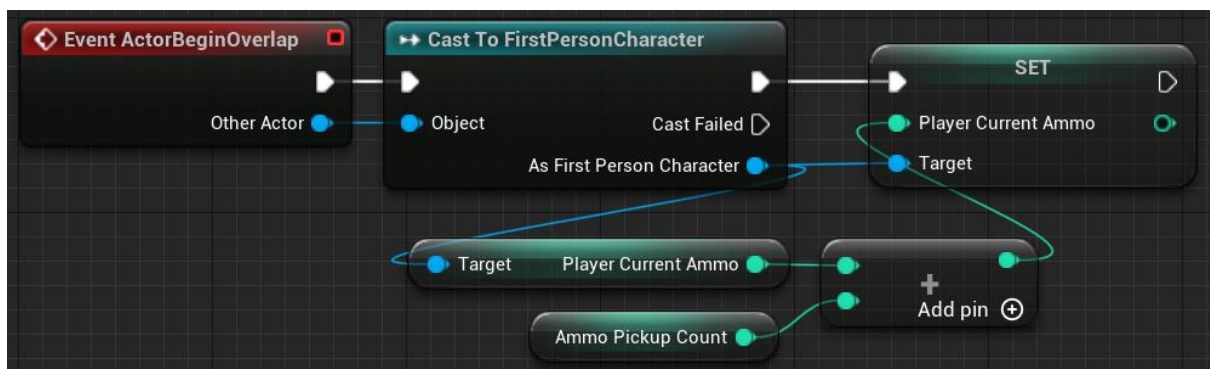 Event ActorBeginOverlap
Other Actor
Cast To FirstPersonCharacter
Object
Cast Failed
As First Person Character
SET
Player Current Ammo
Target
Target Player Current Ammo
Ammo Pickup Count
+
Add pin